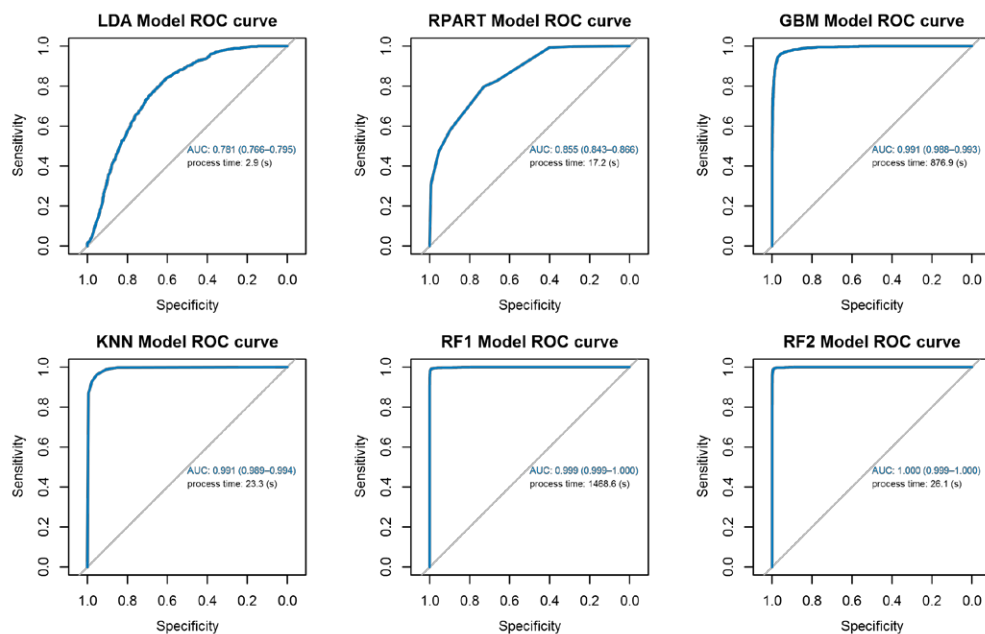 LDA Model ROC curve
RPART Model ROC curve
GBM Model ROC curve
Sensitivity
0.0 0.2 0.4 0.6 0.8 1.0
AUC: 0.781 (0.766–0.795)
process time: 2.9 (s)
1.0 0.8 0.6 0.4 0.2 0.0
Specificity
Sensitivity
0.0 0.2 0.4 0.6 0.8 1.0
AUC: 0.855 (0.843–0.866)
process time: 17.2 (s)
1.0 0.8 0.6 0.4 0.2 0.0
Specificity
Sensitivity
0.0 0.2 0.4 0.6 0.8 1.0
AUC: 0.991 (0.988–0.993)
process time: 876.9 (s)
1.0 0.8 0.6 0.4 0.2 0.0
Specificity
KNN Model ROC curve
RF1 Model ROC curve
RF2 Model ROC curve
Sensitivity
0.0 0.2 0.4 0.6 0.8 1.0
AUC: 0.991 (0.989–0.994)
process time: 23.3 (s)
1.0 0.8 0.6 0.4 0.2 0.0
Specificity
Sensitivity
0.0 0.2 0.4 0.6 0.8 1.0
AUC: 0.999 (0.999–1.000)
process time: 1468.6 (s)
1.0 0.8 0.6 0.4 0.2 0.0
Specificity
Sensitivity
0.0 0.2 0.4 0.6 0.8 1.0
AUC: 1.000 (0.999–1.000)
process time: 26.1 (s)
1.0 0.8 0.6 0.4 0.2 0.0
Specificity